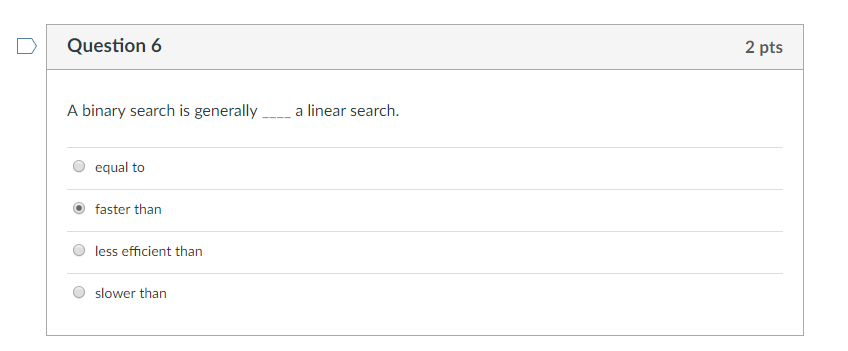 Question 6
2 pts
A binary search is generally ____ a linear search.
equal to
faster than
less efficient than
slower than